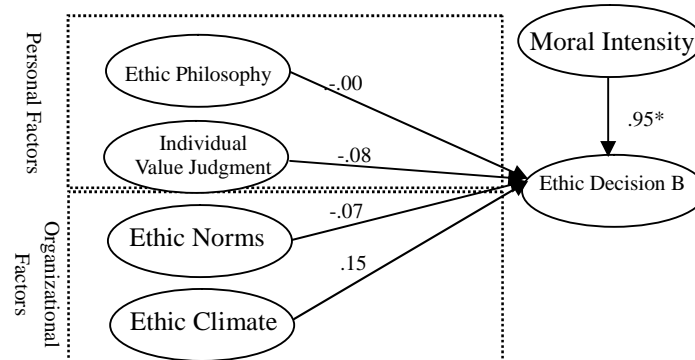 Personal Factors
Organizational
Factors
Ethic Philosophy
Individual
Value Judgment
Ethic Norms
Ethic Climate
-.00
-.08
-.07
.15
Moral Intensity
.95*
Ethic Decision B